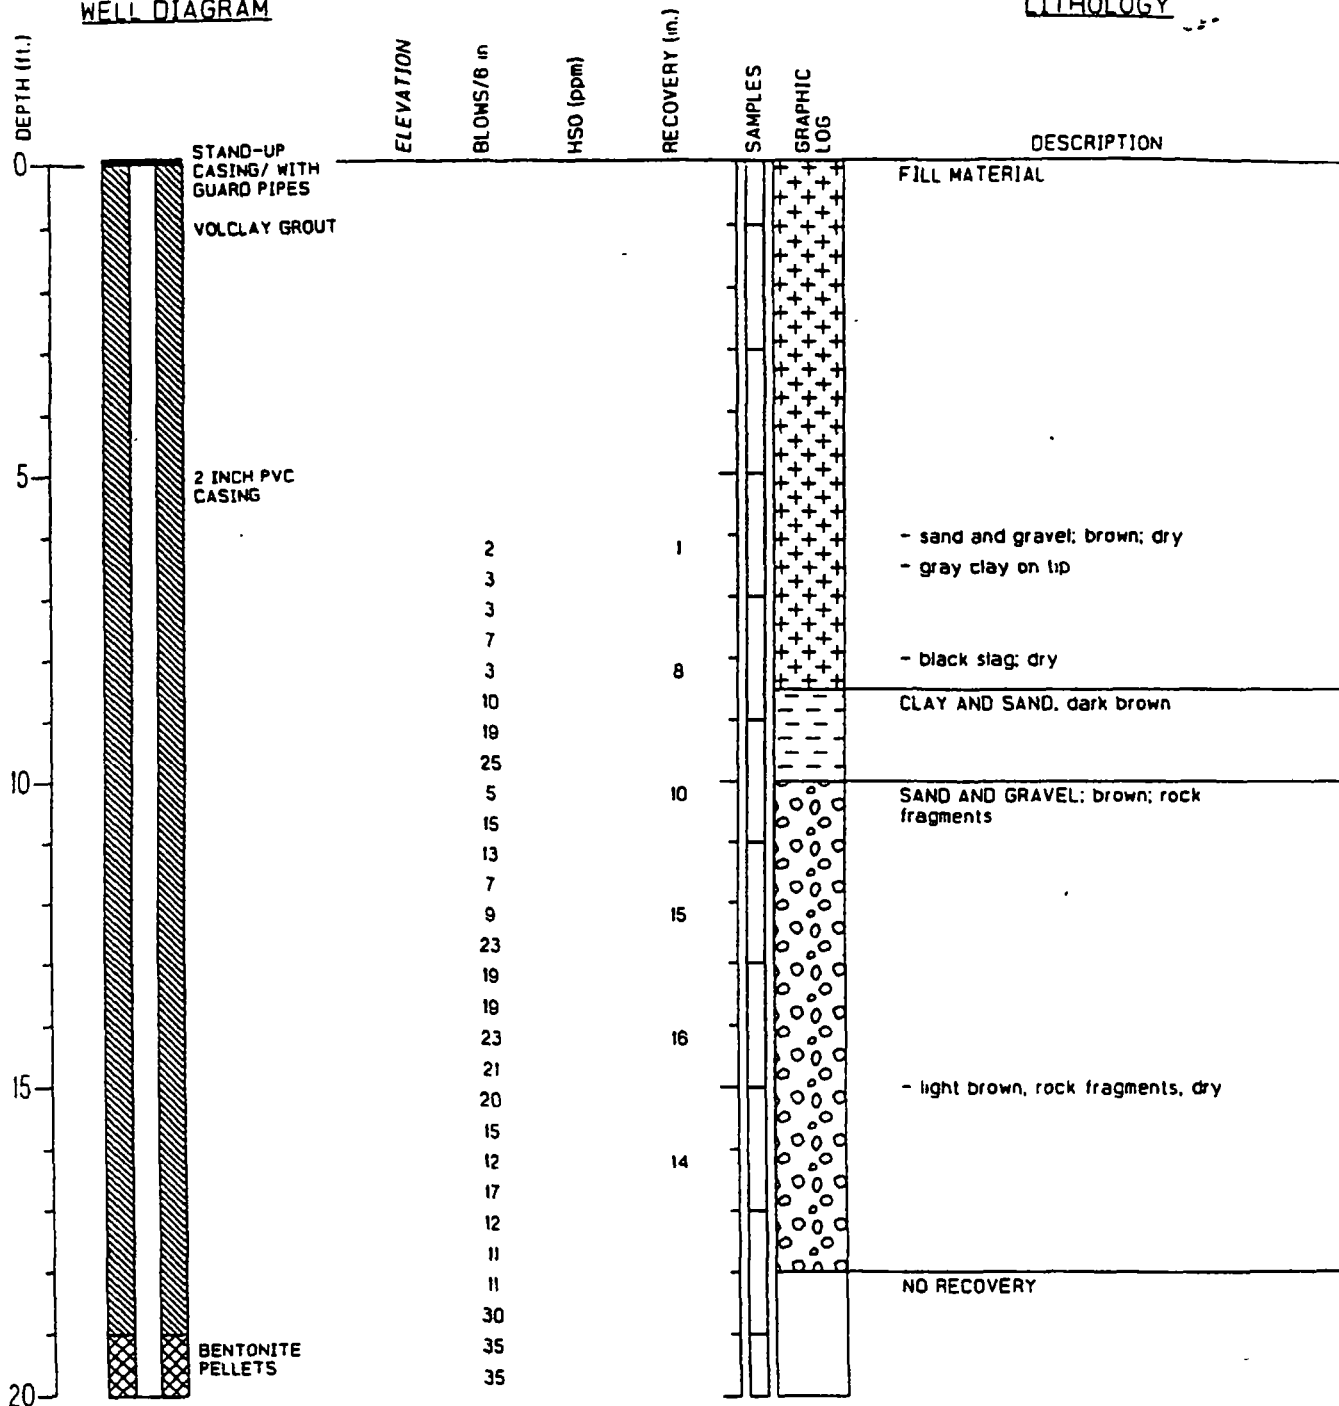 WELL DIAGRAM
LITHOLOGY
DEPTH (ft.)
ELEVATION
BLOWS/6 in
HSO (ppm)
RECOVERY (in.)
SAMPLES
GRAPHIC
LOG
DESCRIPTION
0
STAND-UP
CASING/ WITH
GUARD PIPES
FILL MATERIAL
VOLCLAY GROUT
5
2 INCH PVC
CASING
- sand and gravel; brown; dry
2 1
- gray clay on tip
3
3
7
- black slag; dry
3 8
10
CLAY AND SAND, dark brown
19
25
10
5 10
SAND AND GRAVEL; brown; rock
fragments
15
13
7
9 15
23
19
19
23 16
21
15
- light brown, rock fragments, dry
20
15
12 14
17
12
11
11
NO RECOVERY
30
35
BENTONITE
PELLETS
35
20